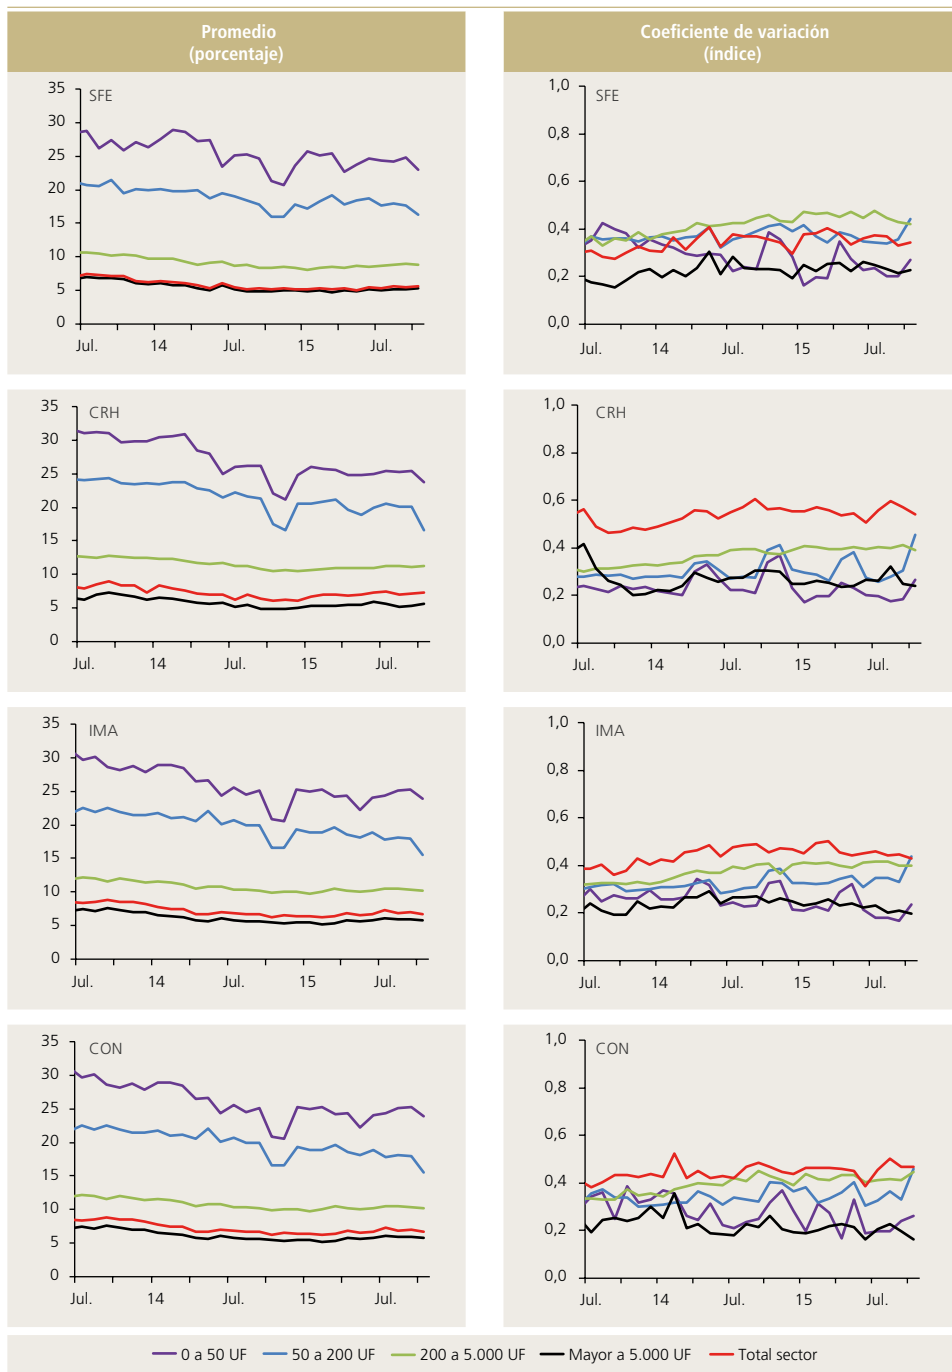 Promedio
(porcentaje)
Coeficiente de variación
(índice)
SFE
35
30
25
20
15
10
5
0
Jul. 14 Jul. 15 Jul.
SFE
1,0
0,8
0,6
0,4
0,2
0,0
Jul. 14 Jul. 15 Jul.
CRH
35
30
25
20
15
10
5
0
Jul. 14 Jul. 15 Jul.
CRH
1,0
0,8
0,6
0,4
0,2
0,0
Jul. 14 Jul. 15 Jul.
IMA
35
30
25
20
15
10
5
0
Jul. 14 Jul. 15 Jul.
IMA
1,0
0,8
0,6
0,4
0,2
0,0
Jul. 14 Jul. 15 Jul.
CON
35
30
25
20
15
10
5
0
Jul. 14 Jul. 15 Jul.
CON
1,0
0,8
0,6
0,4
0,2
0,0
Jul. 14 Jul. 15 Jul.
0 a 50 UF 50 a 200 UF 200 a 5.000 UF Mayor a 5.000 UF Total sector